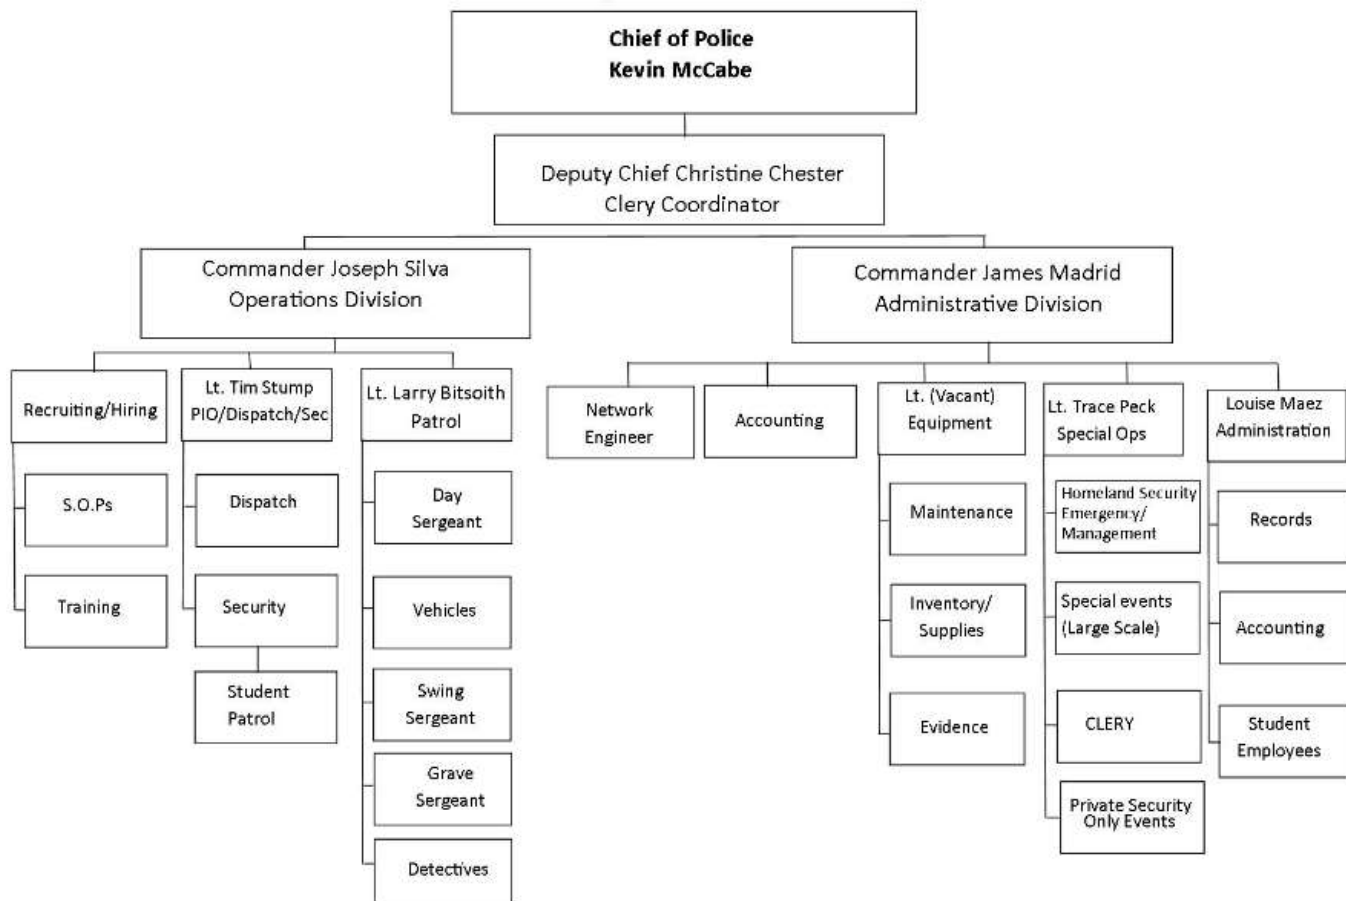 Chief of Police
Kevin McCabe
Deputy Chief Christine Chester
Clery Coordinator
Commander Joseph Silva
Operations Division
Commander James Madrid
Administrative Division
Recruiting/Hiring
S.O.Ps
Training
Lt. Tim Stump
PIO/Dispatch/Sec
Dispatch
Security
Student
Patrol
Lt. Larry Bitsoith
Patrol
Day
Sergeant
Vehicles
Swing
Sergeant
Grave
Sergeant
Detectives
Network
Engineer
Accounting
Lt. (Vacant)
Equipment
Maintenance
Inventory/
Supplies
Evidence
Lt. Trace Peck
Special Ops
Homeland Security
Emergency/
Management
Special events
(Large Scale)
CLERY
Private Security
Only Events
Louise Maez
Administration
Records
Accounting
Student
Employees